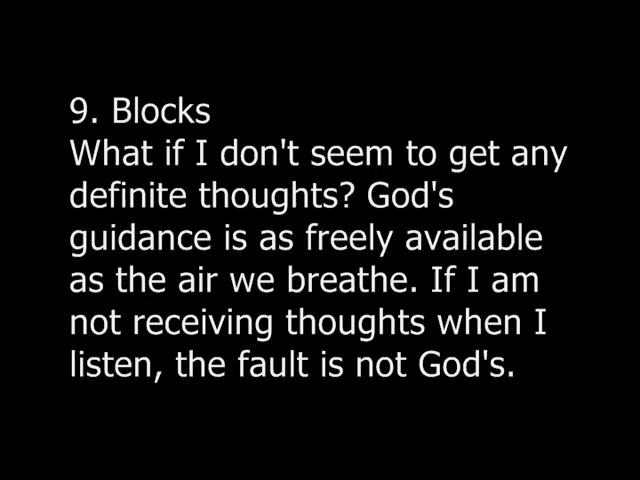 9. Blocks
What if I don't seem to get any
definite thoughts? God's
guidance is as freely available
as the air we breathe. If I am
not receiving thoughts when I
listen, the fault is not God's.